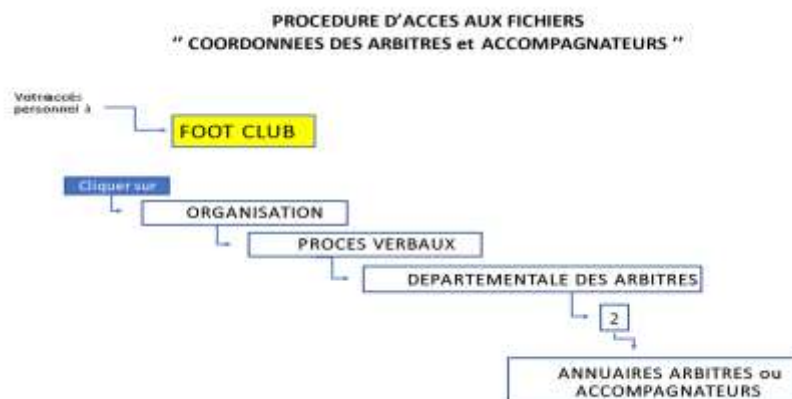 PROCEDURE D'ACCES AUX FICHIERS
" COORDONNEES DES ARBITRES et ACCOMPAGNATEURS "
Votre accès
personnel à
FOOT CLUB
Cliquer sur
ORGANISATION
PROCES VERBAUX
DEPARTEMENTALE DES ARBITRES
2
ANNUAIRES ARBITRES ou
ACCOMPAGNATEURS